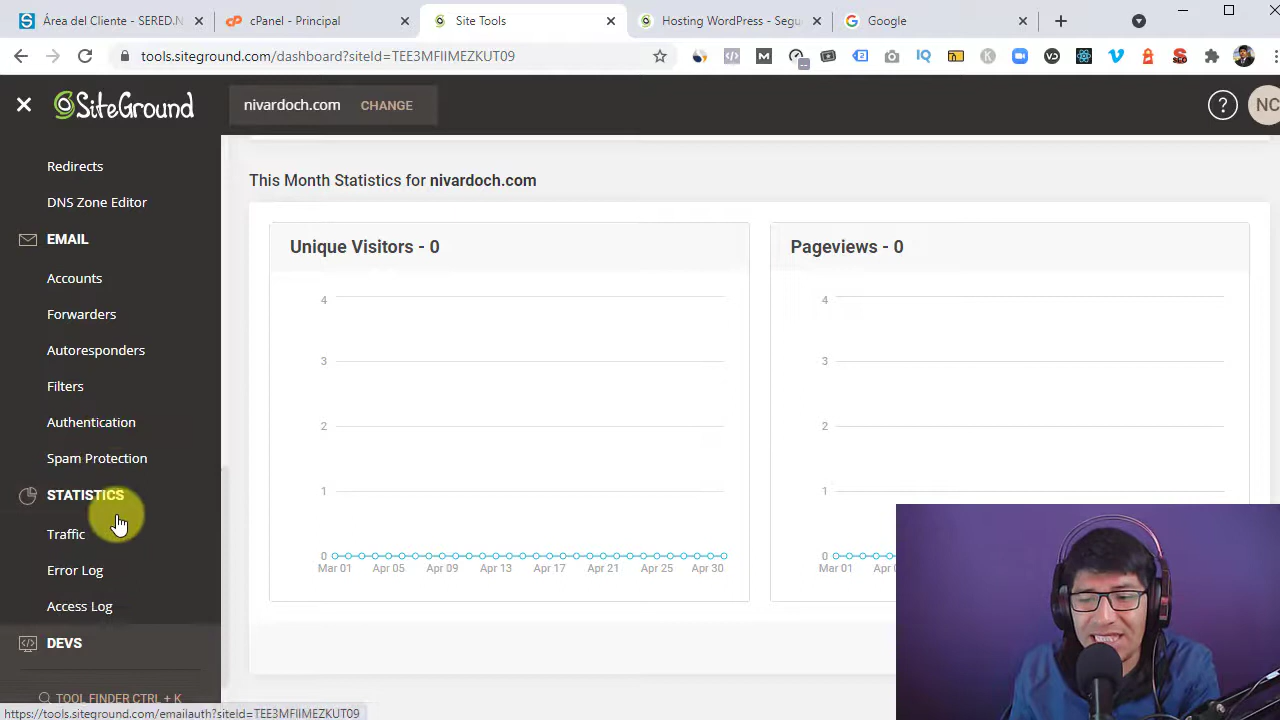 Área del Cliente - SERED.N
cPanel - Principal
Site Tools
Hosting WordPress - Segu
Google
tools.siteground.com/dashboard?siteId=TEE3MFIIMEZKUT09
SiteGround
nivardoch.com CHANGE
NC
Redirects
DNS Zone Editor
EMAIL
Accounts
Forwarders
Autoresponders
Filters
Authentication
Spam Protection
STATISTICS
Traffic
Error Log
Access Log
DEVS
TOOL FINDER CTRL + K
https://tools.siteground.com/emailauth?siteId=TEE3MFIIMEZKUT09
This Month Statistics for nivardoch.com
Unique Visitors - 0
4
3
2
1
0
Mar 01 Apr 05 Apr 09 Apr 13 Apr 17 Apr 21 Apr 25 Apr 30
Pageviews - 0
4
3
2
1
0
Mar 01